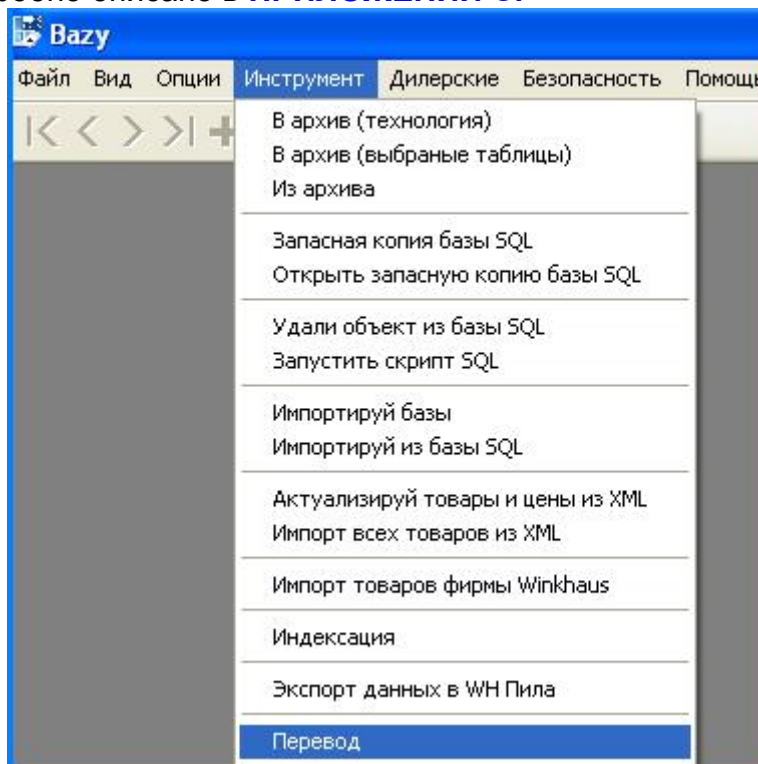 Bazy
Файл Вид Опции Инструмент Дилерские Безопасность Помощь
В архив (технология)
В архив (выбраные таблицы)
Из архива
Запасная копия базы SQL
Открыть запасную копию базы SQL
Удали объект из базы SQL
Запустить скрипт SQL
Импортируй базы
Импортируй из базы SQL
Актуализируй товары и цены из XML
Импорт всех товаров из XML
Импорт товаров фирмы Winkhaus
Индексация
Экспорт данных в WH Пила
Перевод